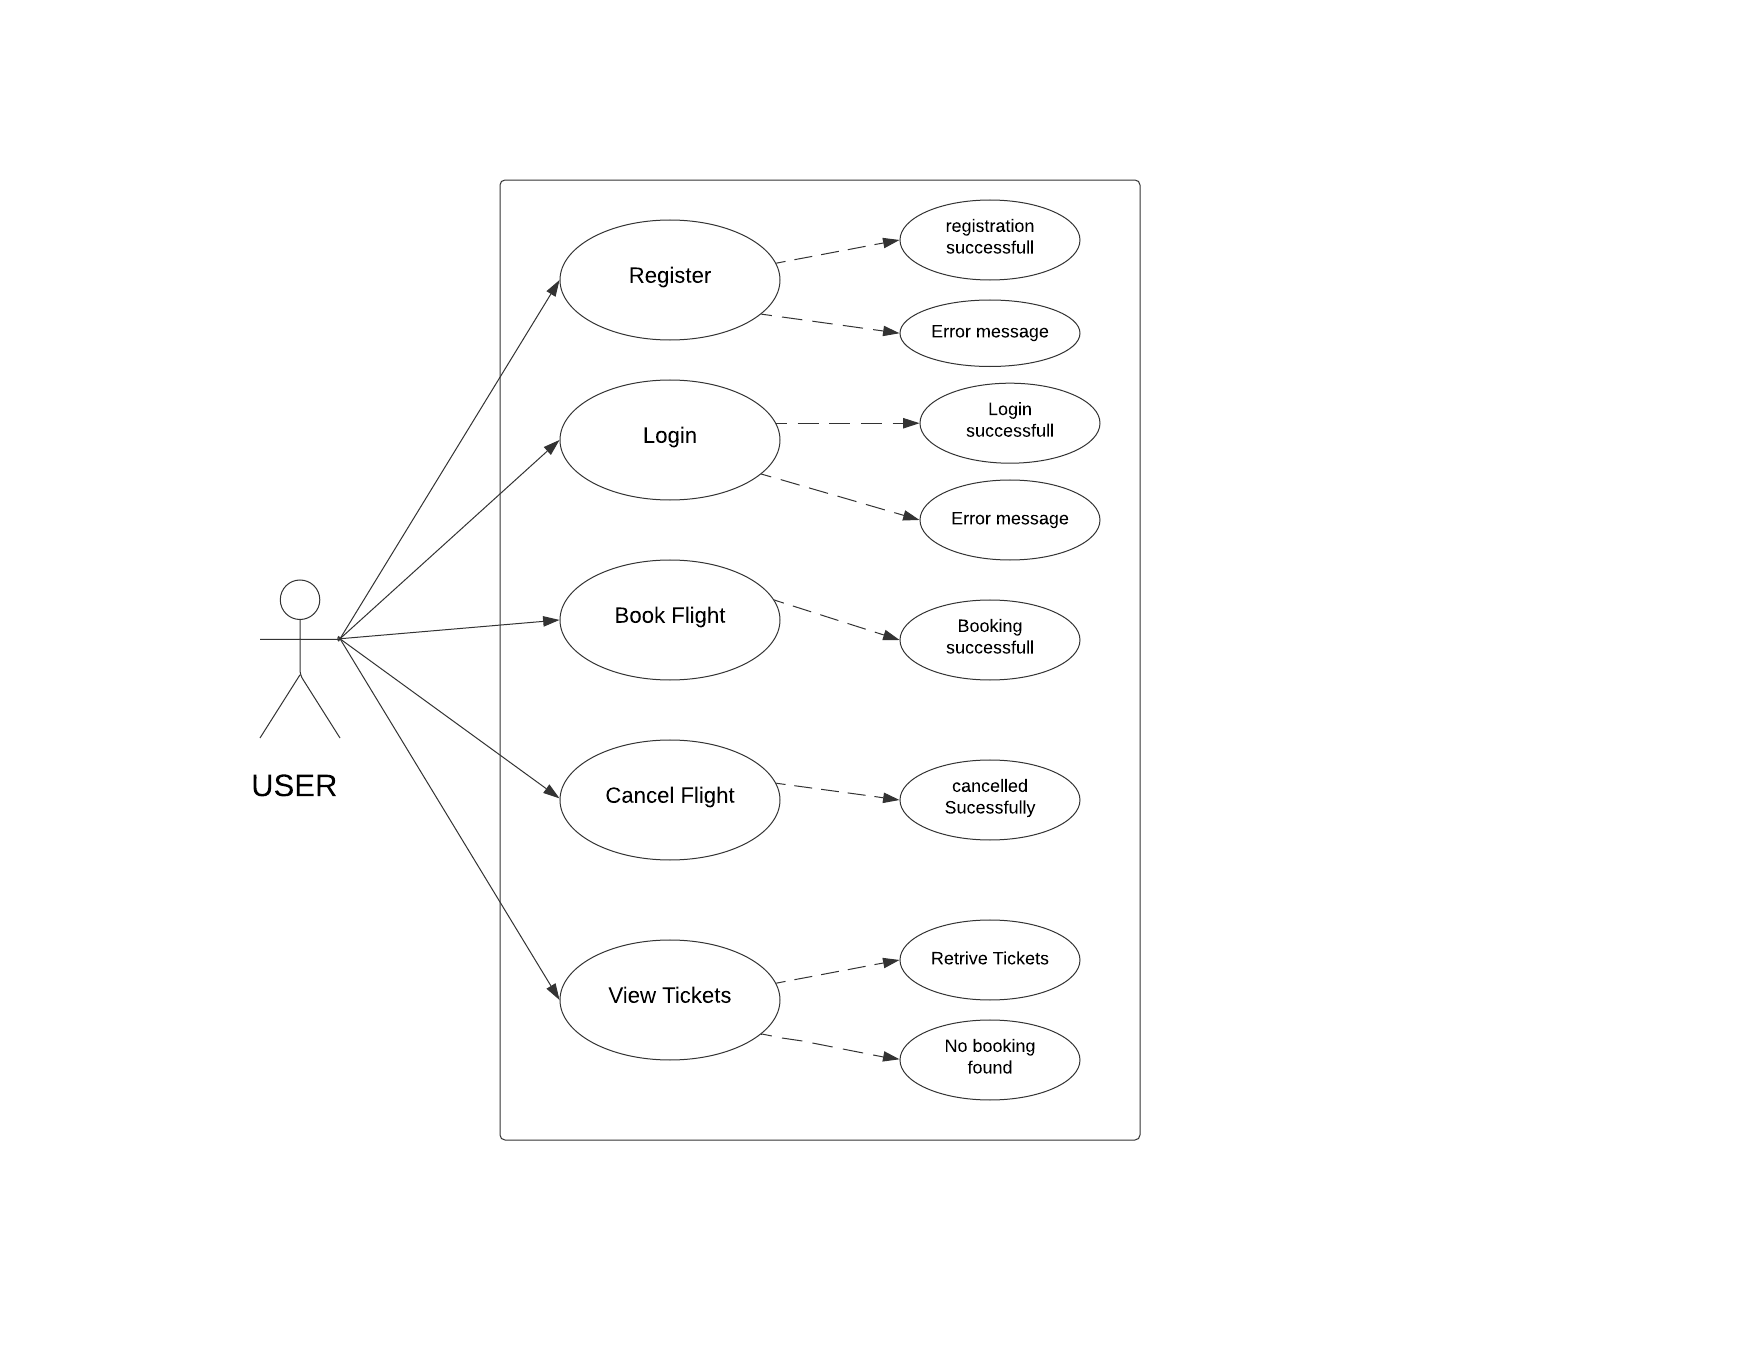 registration
successfull
Register
Error message
Login
successfull
Login
Error message
Book Flight
Booking
successfull
USER
Cancel Flight
cancelled
Sucessfully
Retrive Tickets
View Tickets
No booking
found